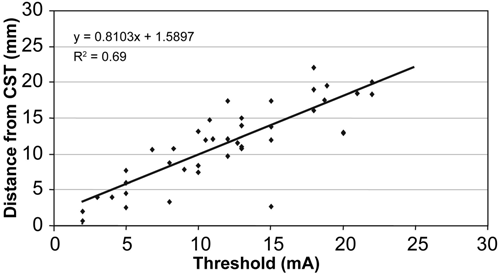 y = 0.8103x + 1.5897
R² = 0.69
Distance from CST (mm)
30
25
20
15
10
5
0
0 5 10 15 20 25 30
Threshold (mA)